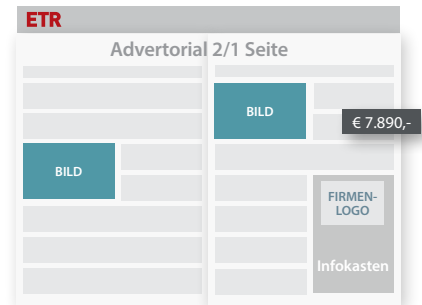 ETR
Advertorial 2/1 Seite
BILD
€ 7.890,-
BILD
FIRMEN-
LOGO
Infokasten